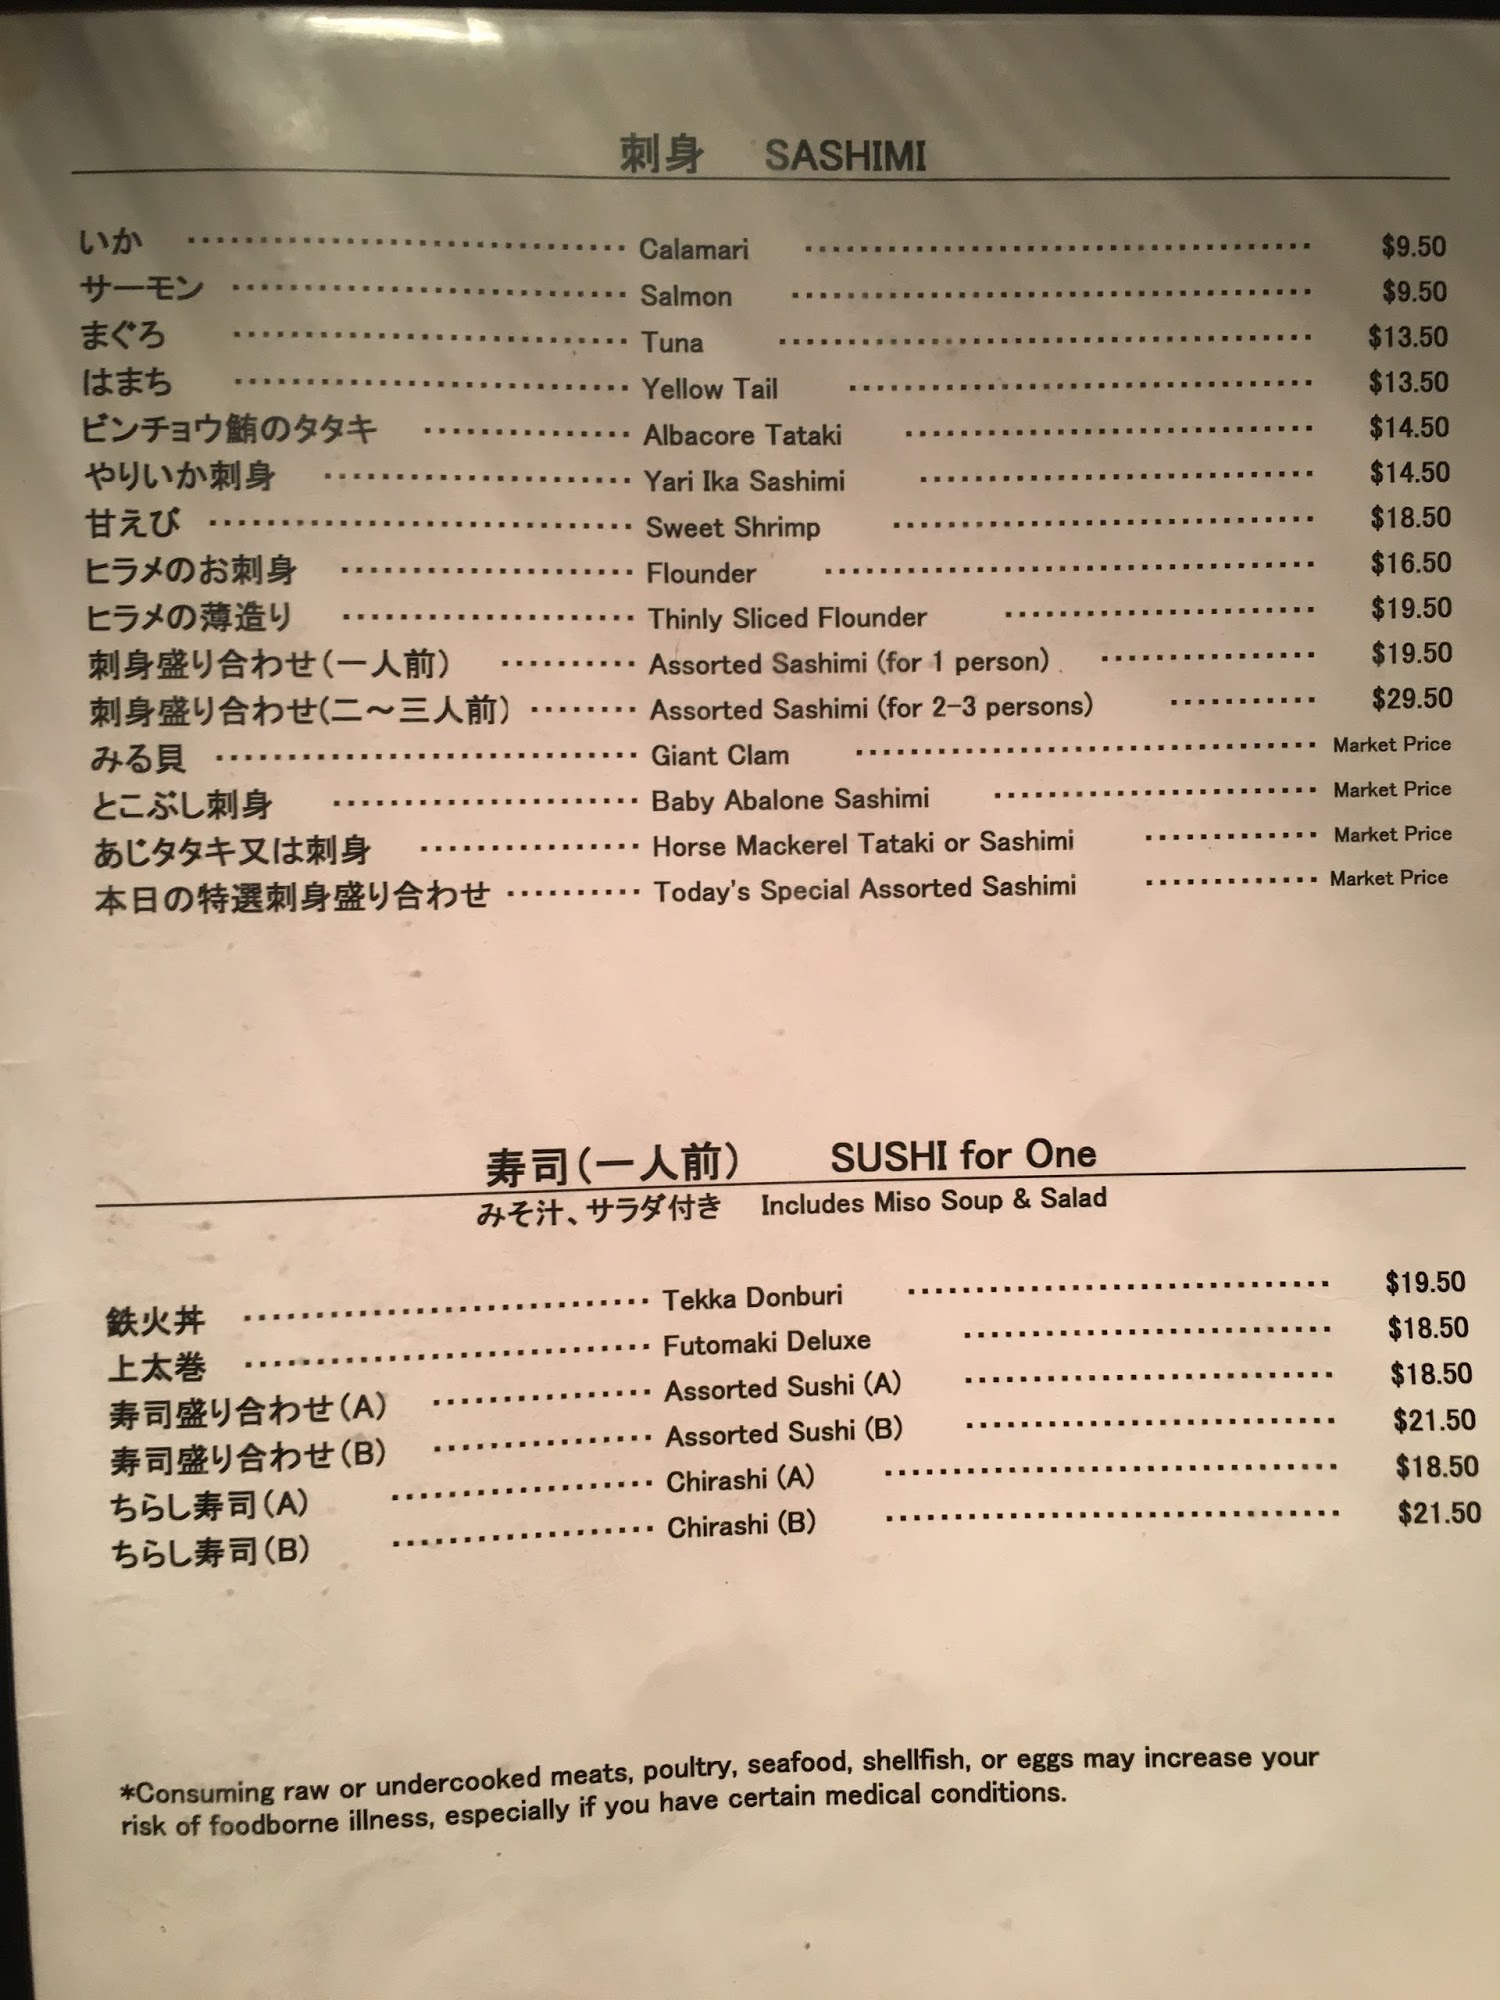 刺身 SASHIMI
いか ‥‥‥‥‥‥‥‥‥‥‥‥‥‥‥ Calamari ‥‥‥‥‥‥‥‥‥‥‥‥‥‥‥‥‥‥ $9.50
サーモン ‥‥‥‥‥‥‥‥‥‥‥‥‥‥ Salmon ‥‥‥‥‥‥‥‥‥‥‥‥‥‥‥‥‥‥ $9.50
まぐろ ‥‥‥‥‥‥‥‥‥‥‥‥‥‥ Tuna ‥‥‥‥‥‥‥‥‥‥‥‥‥‥‥‥‥‥‥ $13.50
はまち ‥‥‥‥‥‥‥‥‥‥‥‥‥‥ Yellow Tail ‥‥‥‥‥‥‥‥‥‥‥‥‥‥‥‥ $13.50
ビンチョウ鮪のタタキ ‥‥‥‥‥‥‥ Albacore Tataki ‥‥‥‥‥‥‥‥‥‥‥‥‥‥ $14.50
やりいか刺身 ‥‥‥‥‥‥‥‥‥‥‥ Yari Ika Sashimi ‥‥‥‥‥‥‥‥‥‥‥‥‥‥ $14.50
甘えび ‥‥‥‥‥‥‥‥‥‥‥‥‥‥‥ Sweet Shrimp ‥‥‥‥‥‥‥‥‥‥‥‥‥‥‥ $18.50
ヒラメのお刺身 ‥‥‥‥‥‥‥‥‥‥ Flounder ‥‥‥‥‥‥‥‥‥‥‥‥‥‥‥‥‥ $16.50
ヒラメの薄造り ‥‥‥‥‥‥‥‥‥‥ Thinly Sliced Flounder ‥‥‥‥‥‥‥‥‥‥‥ $19.50
刺身盛り合わせ(一人前) ‥‥‥‥‥ Assorted Sashimi (for 1 person) ‥‥‥‥‥‥‥‥ $19.50
刺身盛り合わせ(二～三人前) ‥‥‥‥ Assorted Sashimi (for 2-3 persons) ‥‥‥‥‥‥ $29.50
みる貝 ‥‥‥‥‥‥‥‥‥‥‥‥‥‥‥ Giant Clam ‥‥‥‥‥‥‥‥‥‥‥‥‥‥‥‥ Market Price
とこぶし刺身 ‥‥‥‥‥‥‥‥‥‥‥ Baby Abalone Sashimi ‥‥‥‥‥‥‥‥‥‥‥ Market Price
あじタタキ又は刺身 ‥‥‥‥‥‥‥‥ Horse Mackerel Tataki or Sashimi ‥‥‥‥‥‥ Market Price
本日の特選刺身盛り合わせ ‥‥‥‥‥ Today's Special Assorted Sashimi ‥‥‥‥‥‥ Market Price
寿司(一人前) SUSHI for One
みそ汁、サラダ付き Includes Miso Soup & Salad
鉄火丼 ‥‥‥‥‥‥‥‥‥‥‥‥‥‥ Tekka Donburi ‥‥‥‥‥‥‥‥‥‥‥‥‥‥‥ $19.50
上太巻 ‥‥‥‥‥‥‥‥‥‥‥‥‥‥ Futomaki Deluxe ‥‥‥‥‥‥‥‥‥‥‥‥‥ $18.50
寿司盛り合わせ(A) ‥‥‥‥‥‥‥‥ Assorted Sushi (A) ‥‥‥‥‥‥‥‥‥‥‥‥‥ $18.50
寿司盛り合わせ(B) ‥‥‥‥‥‥‥‥ Assorted Sushi (B) ‥‥‥‥‥‥‥‥‥‥‥‥‥ $21.50
ちらし寿司(A) ‥‥‥‥‥‥‥‥‥ Chirashi (A) ‥‥‥‥‥‥‥‥‥‥‥‥‥‥‥‥ $18.50
ちらし寿司(B) ‥‥‥‥‥‥‥‥‥ Chirashi (B) ‥‥‥‥‥‥‥‥‥‥‥‥‥‥‥‥ $21.50
*Consuming raw or undercooked meats, poultry, seafood, shellfish, or eggs may increase your
risk of foodborne illness, especially if you have certain medical conditions.